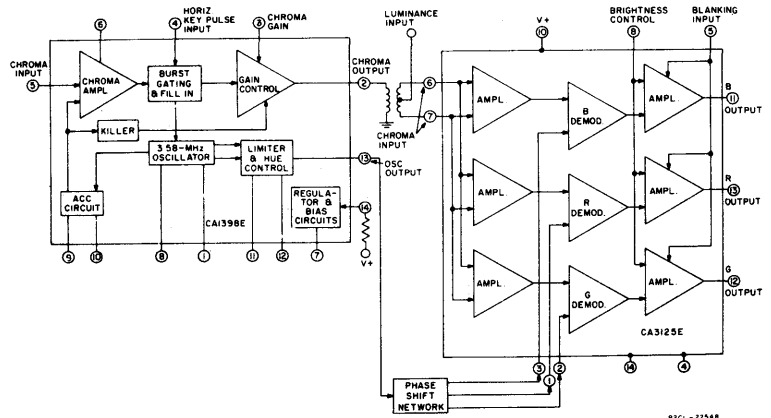 HORIZ
KEY PULSE
INPUT
CHROMA
GAIN
LUMINANCE
INPUT
V+
BRIGHTNESS
CONTROL
BLANKING
INPUT
6
4
3
10
8
5
CHROMA
INPUT
5
CHROMA
AMPL
BURST
GATING
& FILL IN
GAIN
CONTROL
CHROMA
OUTPUT
2
6
7
CHROMA
INPUT
KILLER
3.58-MHz
OSCILLATOR
LIMITER
& HUE
CONTROL
13
OSC
OUTPUT
ACC
CIRCUIT
CA1398E
REGULA-
TOR &
BIAS
CIRCUITS
14
V+
9
10
8
1
11
12
7
AMPL.
B
DEMOD.
AMPL.
B
11
OUTPUT
AMPL.
R
DEMOD.
AMPL.
R
13
OUTPUT
AMPL.
G
DEMOD.
AMPL.
G
12
OUTPUT
CA3125E
3
1
2
14
4
PHASE
SHIFT
NETWORK
92CL-22548